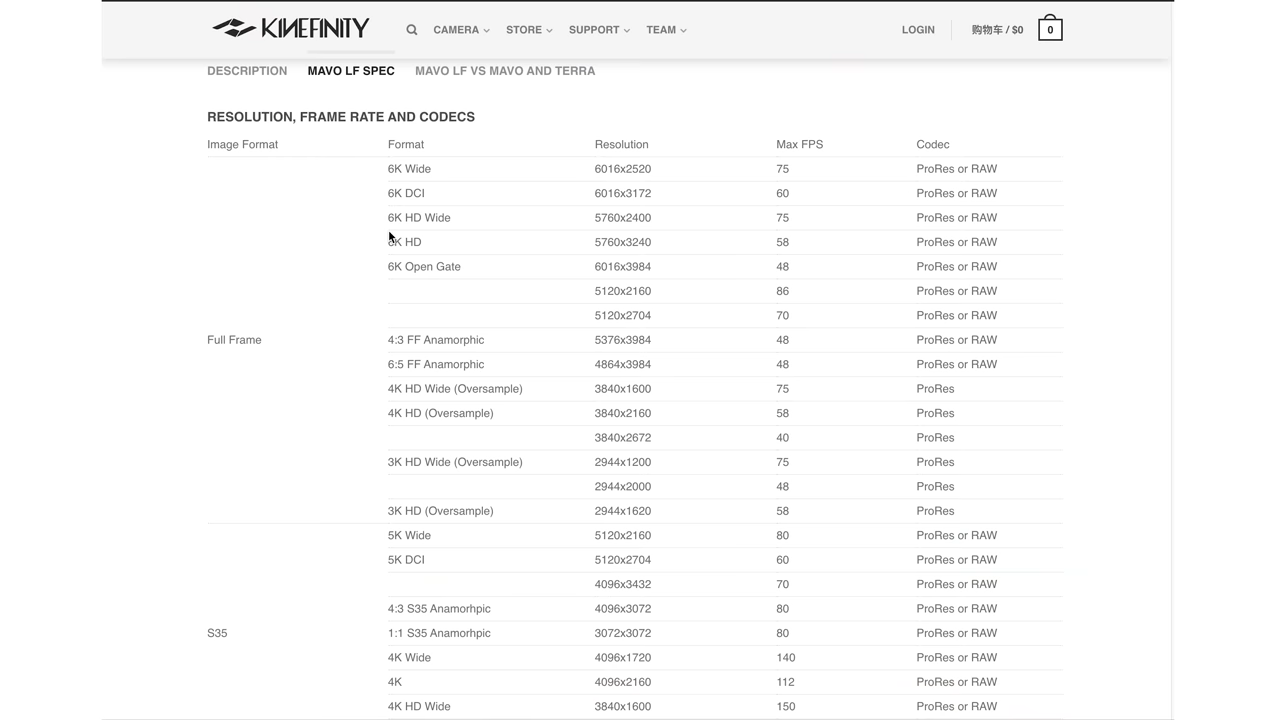 KINEFINITY CAMERA STORE SUPPORT TEAM LOGIN 购物车 / $0 0
DESCRIPTION MAVO LF SPEC MAVO LF VS MAVO AND TERRA
RESOLUTION, FRAME RATE AND CODECS
Image Format Format Resolution Max FPS Codec
6K Wide 6016x2520 75 ProRes or RAW
6K DCI 6016x3172 60 ProRes or RAW
6K HD Wide 5760x2400 75 ProRes or RAW
6K HD 5760x3240 58 ProRes or RAW
6K Open Gate 6016x3984 48 ProRes or RAW
5120x2160 86 ProRes or RAW
5120x2704 70 ProRes or RAW
Full Frame 4:3 FF Anamorphic 5376x3984 48 ProRes or RAW
6:5 FF Anamorphic 4864x3984 48 ProRes or RAW
4K HD Wide (Oversample) 3840x1600 75 ProRes
4K HD (Oversample) 3840x2160 58 ProRes
3840x2672 40 ProRes
3K HD Wide (Oversample) 2944x1200 75 ProRes
2944x2000 48 ProRes
3K HD (Oversample) 2944x1620 58 ProRes
5K Wide 5120x2160 80 ProRes or RAW
5K DCI 5120x2704 60 ProRes or RAW
4096x3432 70 ProRes or RAW
4:3 S35 Anamorhpic 4096x3072 80 ProRes or RAW
S35 1:1 S35 Anamorhpic 3072x3072 80 ProRes or RAW
4K Wide 4096x1720 140 ProRes or RAW
4K 4096x2160 112 ProRes or RAW
4K HD Wide 3840x1600 150 ProRes or RAW